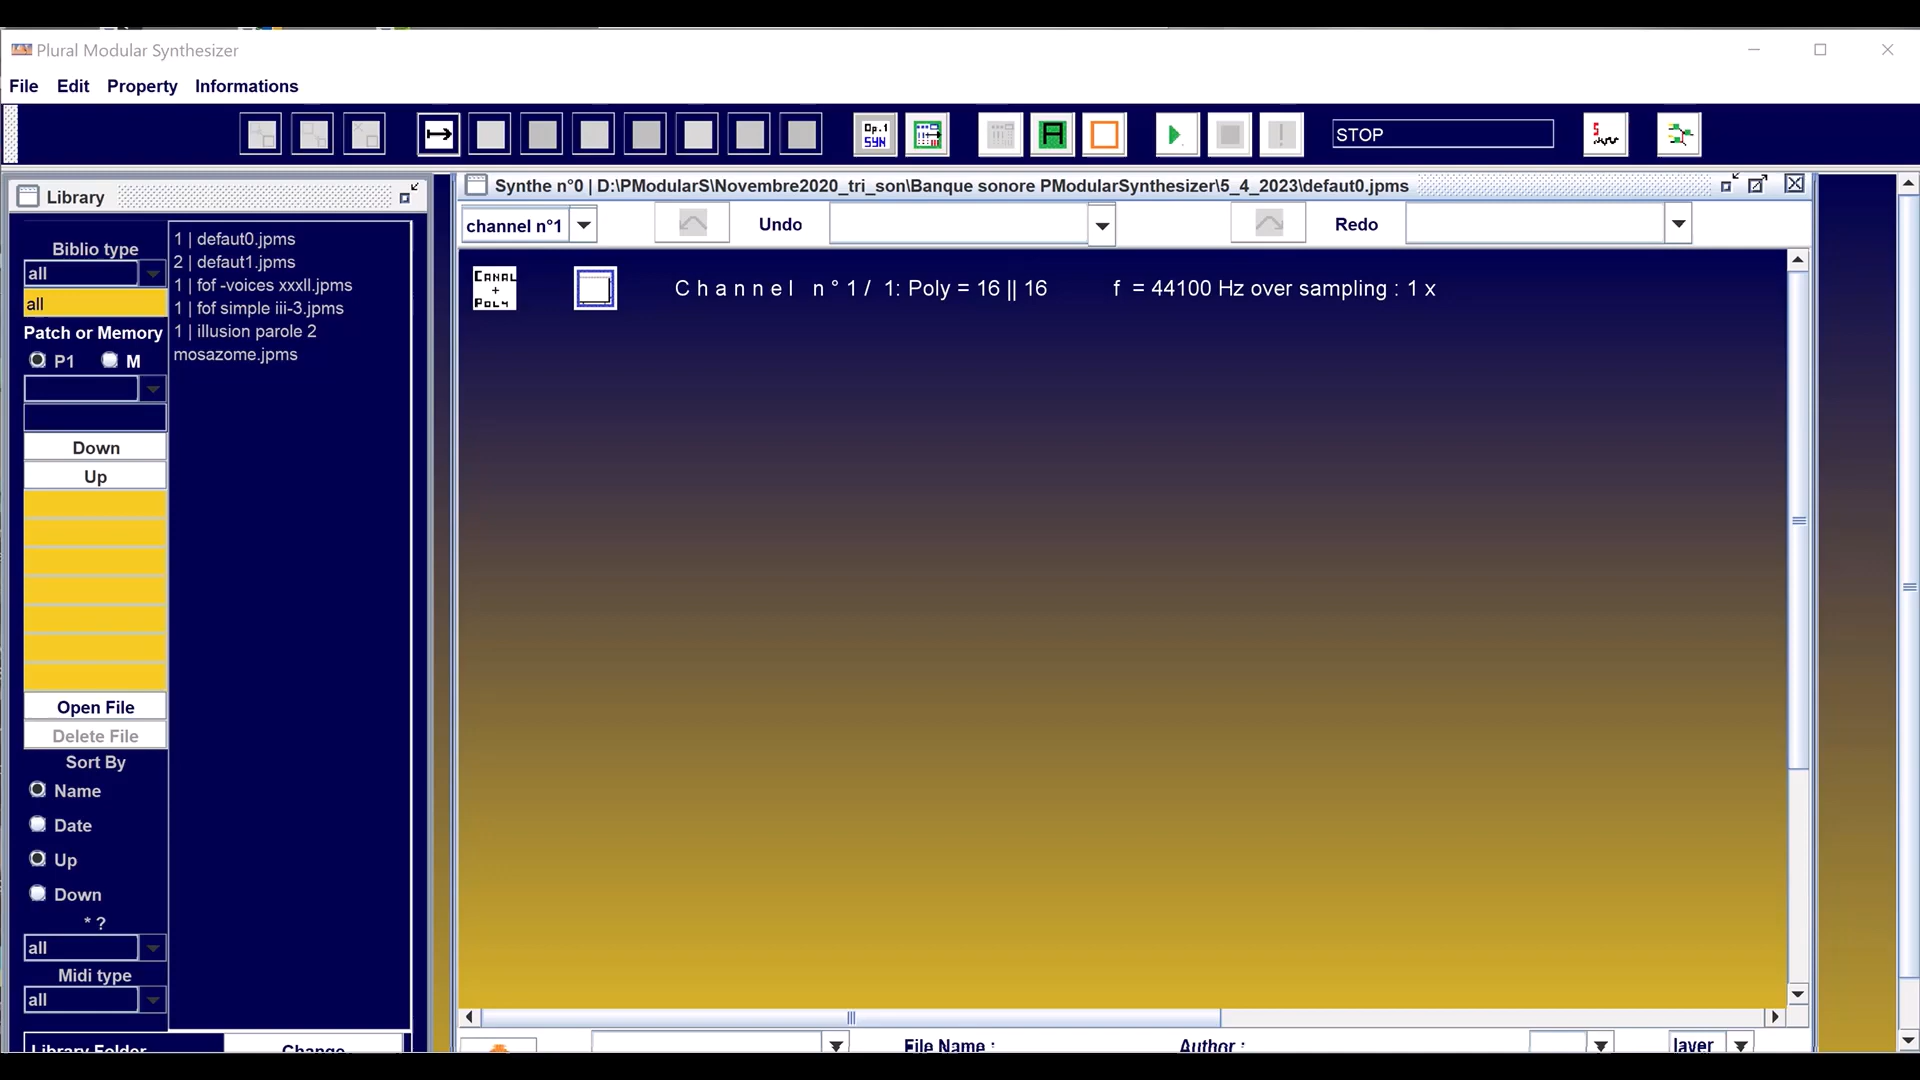 Plural Modular Synthesizer
File Edit Property Informations
Op.1
SYN
A
STOP
S
Library
Biblio type
all
all
Patch or Memory
P1 M
Down
Up
Open File
Delete File
Sort By
Name
Date
Up
Down
* ?
all
Midi type
all
Library Folder Change
1 | defaut0.jpms
2 | defaut1.jpms
1 | fof -voices xxxll.jpms
1 | fof simple iii-3.jpms
1 | illusion parole 2
mosazome.jpms
Synthe n°0 | D:\PModularS\Novembre2020_tri_son\Banque sonore PModularSynthesizer\5_4_2023\defaut0.jpms
channel n°1 Undo Redo
CANAL
+
POLY
C h a n n e l n ° 1 / 1: Poly = 16 || 16 f = 44100 Hz over sampling : 1 x
File Name : Author : layer